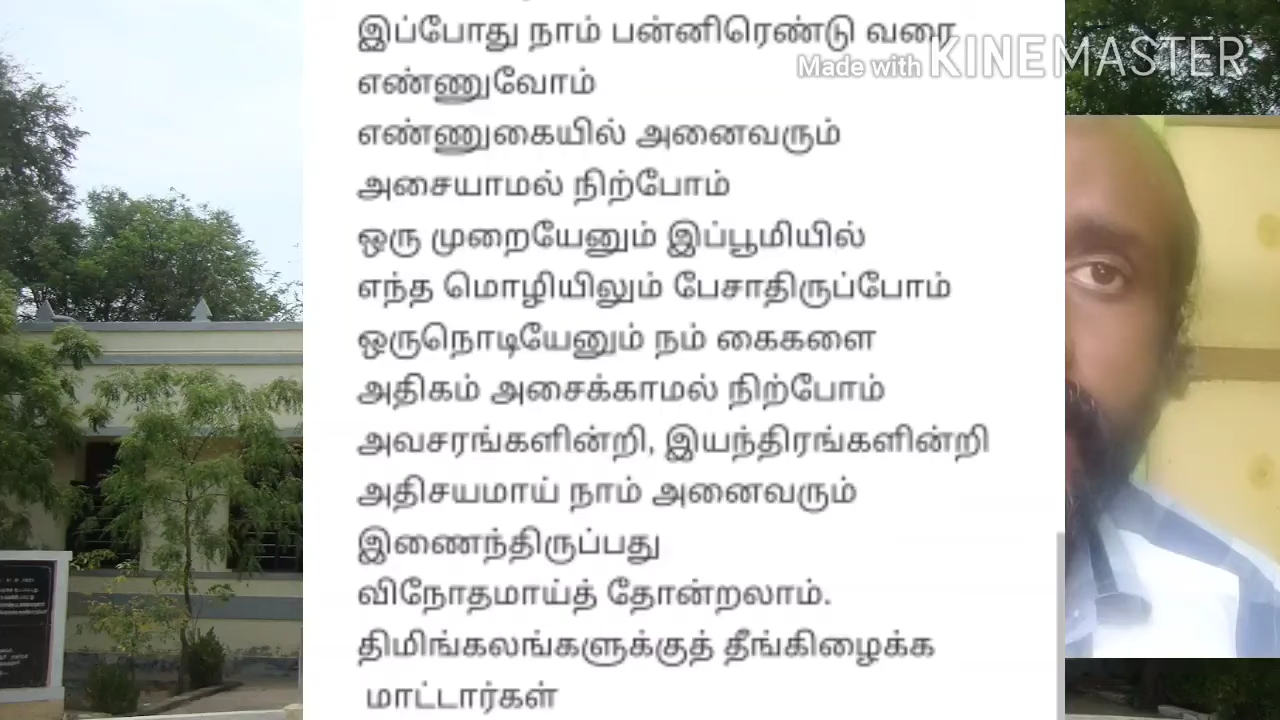 இப்போது நாம் பன்னிரெண்டு வரை
Made with KINEMASTER
எண்ணுவோம்
எண்ணுகையில் அனைவரும்
அசையாமல் நிற்போம்
ஒரு முறையேனும் இப்பூமியில்
எந்த மொழியிலும் பேசாதிருப்போம்
ஒருநொடியேனும் நம் கைகளை
அதிகம் அசைக்காமல் நிற்போம்
அவசரங்களின்றி, இயந்திரங்களின்றி
அதிசயமாய் நாம் அனைவரும்
இணைந்திருப்பது
விநோதமாய்த் தோன்றலாம்.
திமிங்கலங்களுக்குத் தீங்கிழைக்க
மாட்டார்கள்